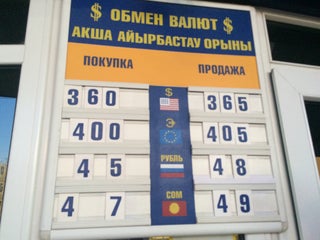 $ ОБМЕН ВАЛЮТ $
АКША АЙЫРБАСТАУ ОРЫНЫ
ПОКУПКА ПРОДАЖА
$
360 365
Э
400 405
РУБЛЬ
45 48
СОМ
47 49